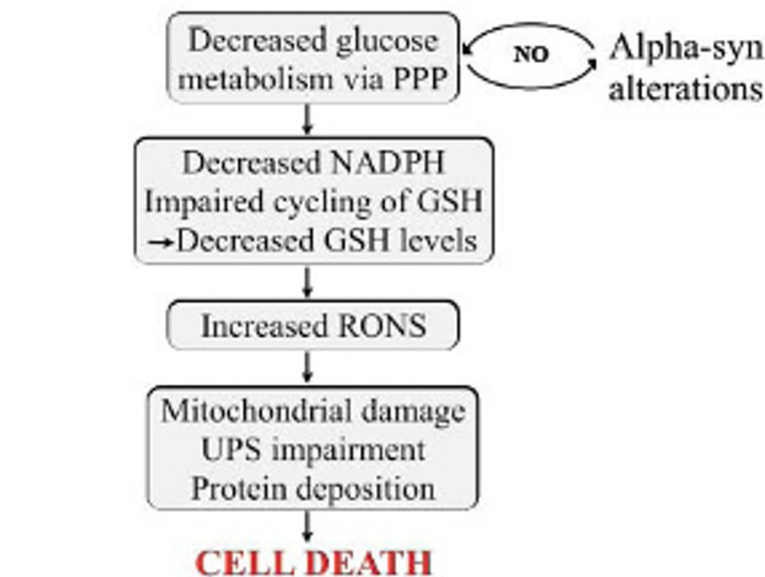 Decreased glucose
metabolism via PPP
NO
Alpha-syn
alterations
Decreased NADPH
Impaired cycling of GSH
→Decreased GSH levels
Increased RONS
Mitochondrial damage
UPS impairment
Protein deposition
CELL DEATH